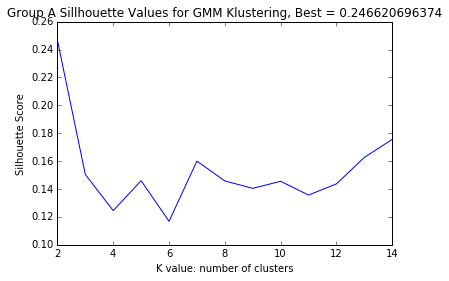 Group A Sillhouette Values for GMM Klustering, Best = 0.246620696374
0.26
0.24
0.22
0.20
0.18
0.16
0.14
0.12
0.10
Silhouette Score
2 4 6 8 10 12 14
K value: number of clusters